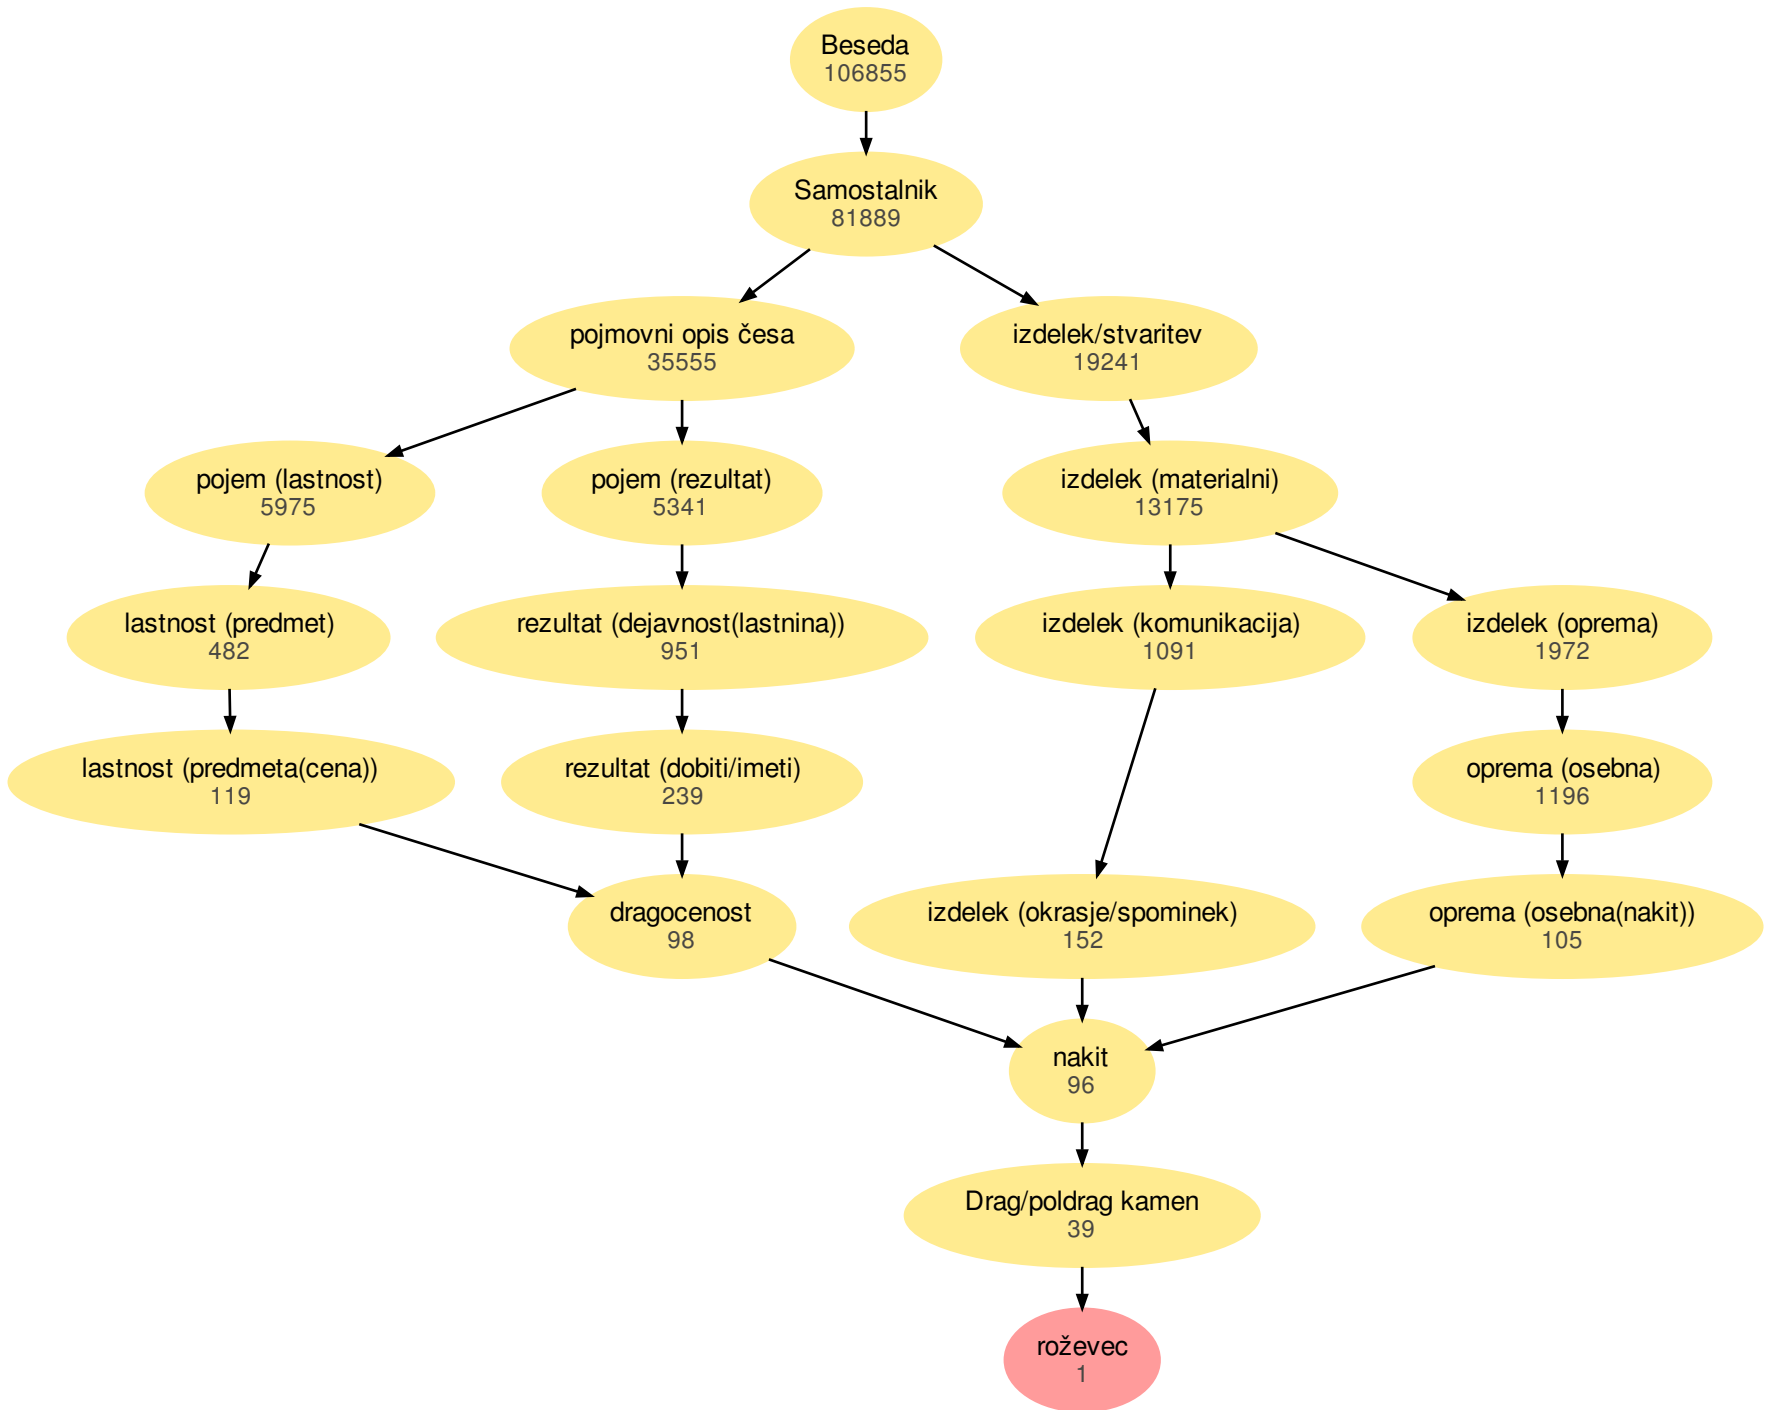 Beseda
106855
Samostalnik
81889
pojmovni opis česa
35555
izdelek/stvaritev
19241
pojem (lastnost)
5975
pojem (rezultat)
5341
izdelek (materialni)
13175
lastnost (predmet)
482
rezultat (dejavnost(lastnina))
951
izdelek (komunikacija)
1091
izdelek (oprema)
1972
lastnost (predmeta(cena))
119
rezultat (dobiti/imeti)
239
oprema (osebna)
1196
dragocenost
98
izdelek (okrasje/spominek)
152
oprema (osebna(nakit))
105
nakit
96
Drag/poldrag kamen
39
roževec
1